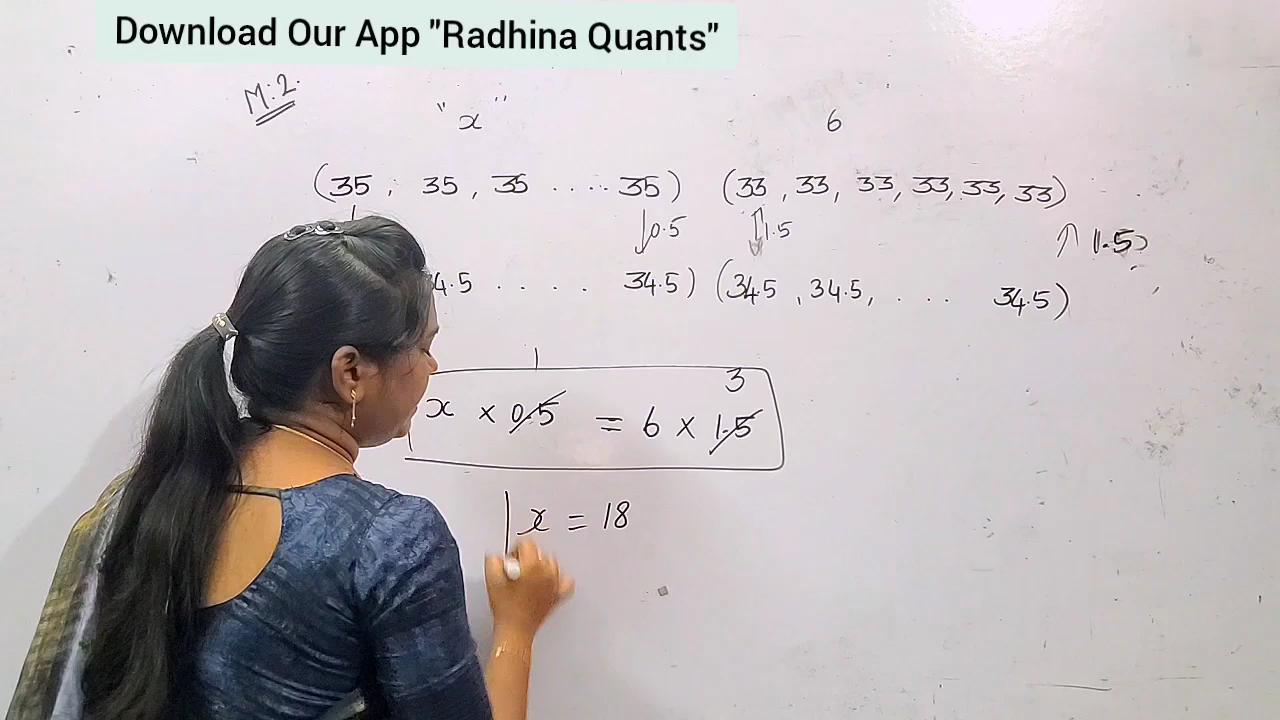 Download Our App "Radhina Quants"
M:2.
"x" 6
(35, 35, 35 ..... 35) (33, 33, 33, 33, 33, 33)
↓0.5 ⇑1.5 ↑ 1.5
4.5 . . . . . 34.5) (34.5, 34.5, . . . . 34.5)
1 3
x × 0.5 = 6 × 1.5
x = 18